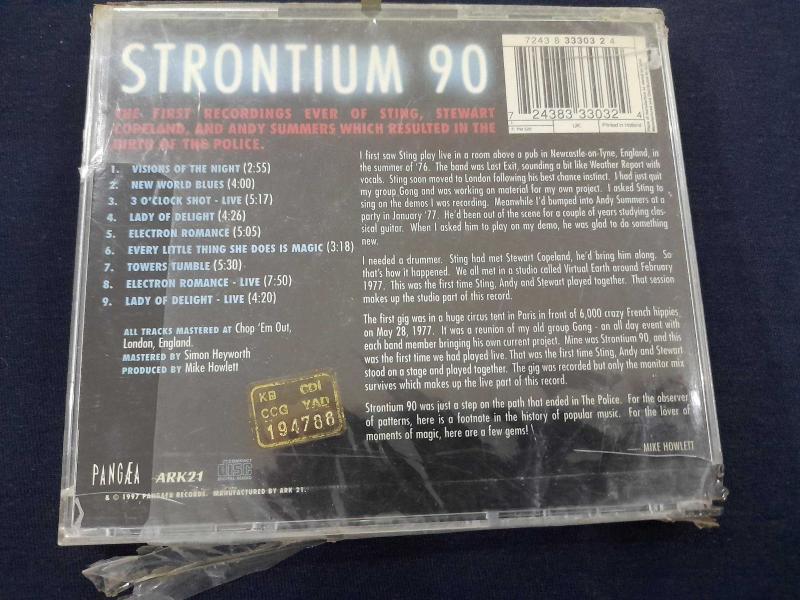 STRONTIUM 90
7243 8 33303 2 4
7 24383 33032 4
UK
Printed in Holland
THE FIRST RECORDINGS EVER OF STING, STEWART
COPELAND, AND ANDY SUMMERS WHICH RESULTED IN THE
BIRTH OF THE POLICE.
1. VISIONS OF THE NIGHT (2:55)
2. NEW WORLD BLUES (4:00)
3. 3 O'CLOCK SHOT - LIVE (5:17)
4. LADY OF DELIGHT (4:26)
5. ELECTRON ROMANCE (5:05)
6. EVERY LITTLE THING SHE DOES IS MAGIC (3:18)
7. TOWERS TUMBLE (5:30)
8. ELECTRON ROMANCE - LIVE (7:50)
9. LADY OF DELIGHT - LIVE (4:20)
ALL TRACKS MASTERED AT Chop 'Em Out,
London, England.
MASTERED BY Simon Heyworth
PRODUCED BY Mike Howlett
I first saw Sting play live in a room above a pub in Newcastle-on-Tyne, England, in
the summer of '76. The band was Last Exit, sounding a bit like Weather Report with
vocals. Sting soon moved to London following his best chance instinct. I had just quit
my group Gong and was working on material for my own project. I asked Sting to
sing on the demos I was recording. Meanwhile I'd bumped into Andy Summers at a
party in January '77. He'd been out of the scene for a couple of years studying clas-
sical guitar. When I asked him to play on my demo, he was glad to do something
new.
I needed a drummer. Sting had met Stewart Copeland, he'd bring him along. So
that's how it happened. We all met in a studio called Virtual Earth around February
1977. This was the first time Sting, Andy and Stewart played together. That session
makes up the studio part of this record.
The first gig was in a huge circus tent in Paris in front of 6,000 crazy French hippies
on May 28, 1977. It was a reunion of my old group Gong - an all day event with
each band member bringing his own current project. Mine was Strontium 90, and this
was the first time we had played live. That was the first time Sting, Andy and Stewart
stood on a stage and played together. The gig was recorded but only the monitor mix
survives which makes up the live part of this record.
Strontium 90 was just a step on the path that ended in The Police. For the observer
of patterns, here is a footnote in the history of popular music. For the lover of
moments of magic, here are a few gems!
MIKE HOWLETT
KB CDI
CCG YAD
194788
PANGÆA
ARK21
COMPACT
disc
DIGITAL AUDIO
& © 1997 PANGAEA RECORDS. MANUFACTURED BY ARK 21.